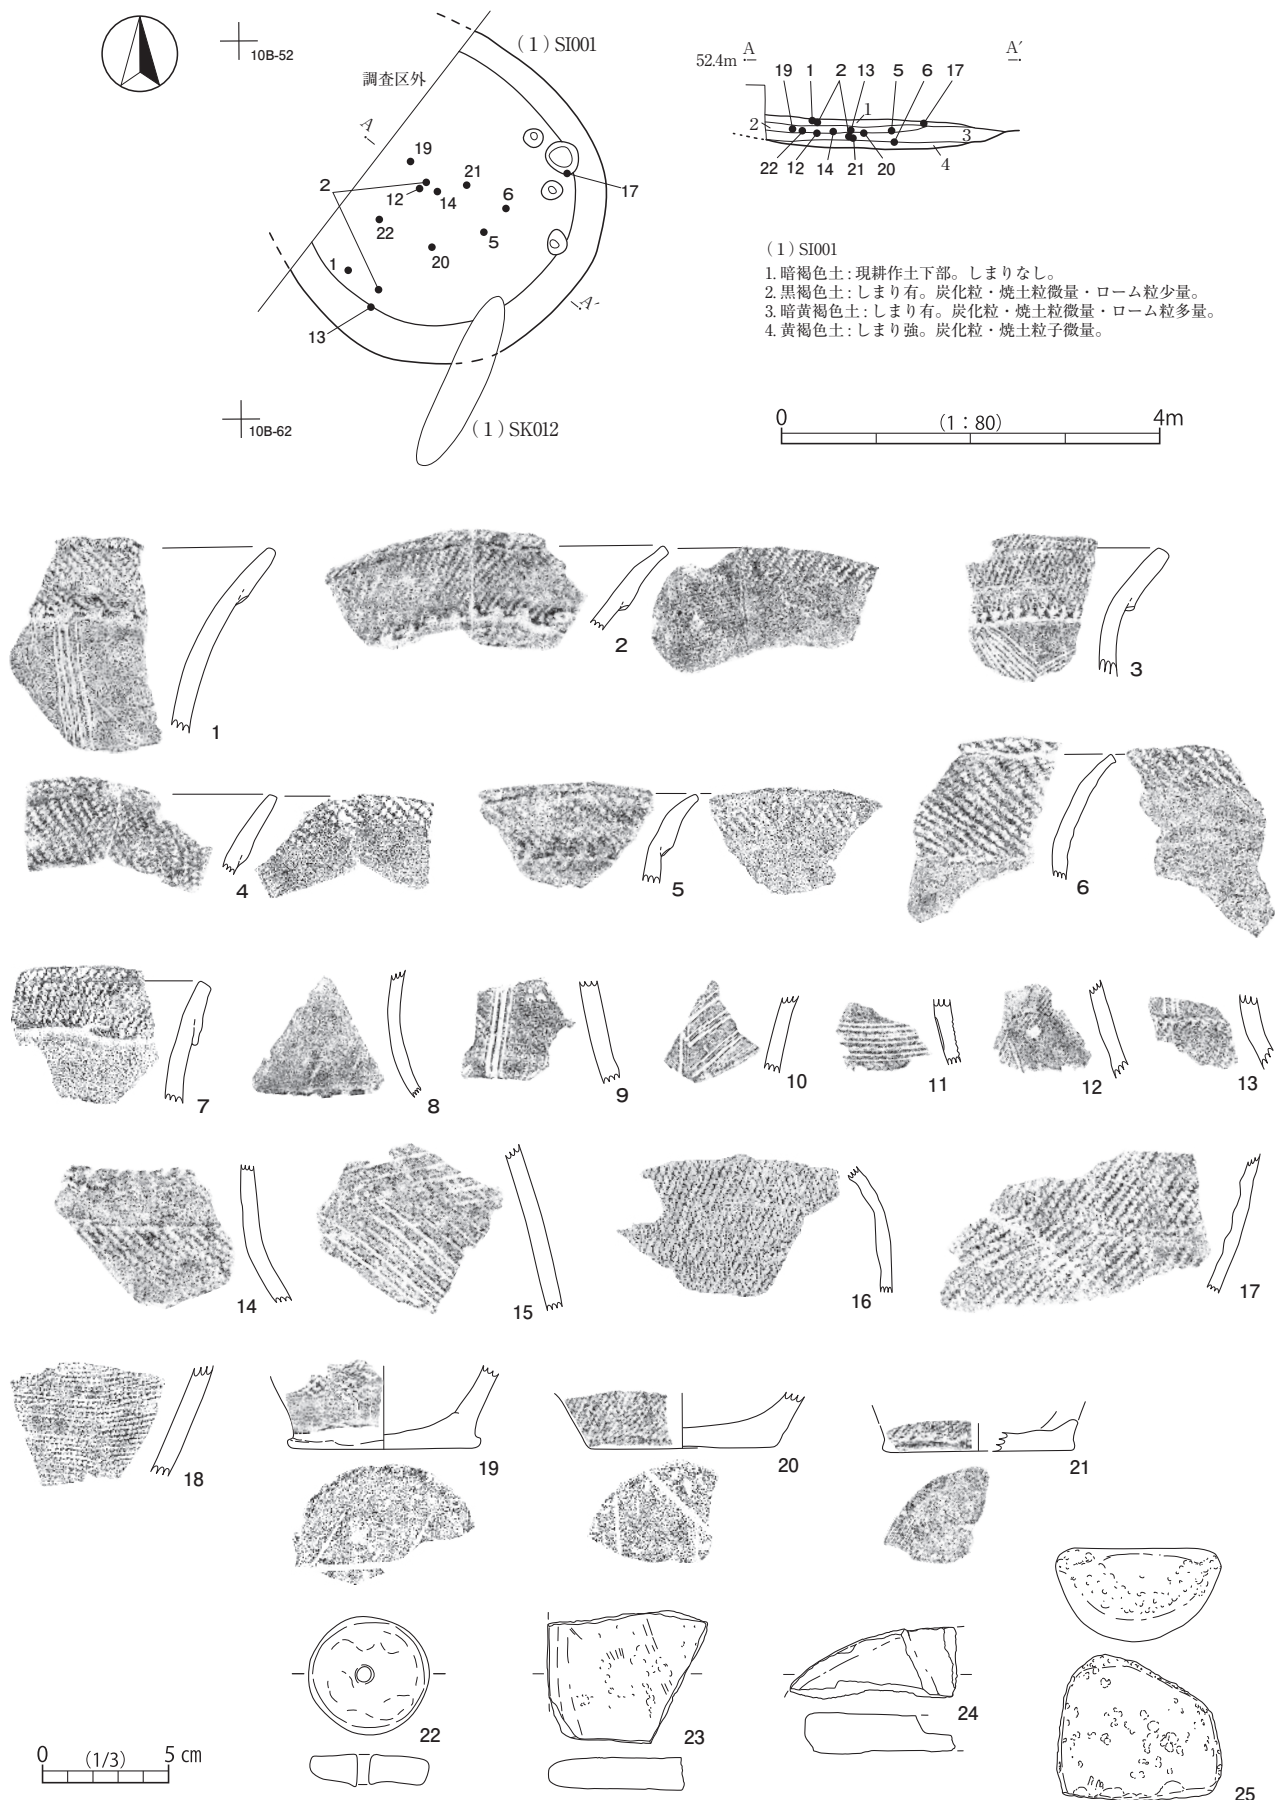 10B-52
(1)SI001
調査区外
A
19
2
12
21
14
6
17
22
5
20
1
A′
13
10B-62
(1)SK012
52.4m
A
A′
19 1 2 13 5 6 17
1
2
3
22 12 14 21 20 4
(1)SI001
1. 暗褐色土:現耕作土下部。しまりなし。
2. 黒褐色土:しまり有。炭化粒・焼土粒微量・ローム粒少量。
3. 暗黄褐色土:しまり有。炭化粒・焼土粒微量・ローム粒多量。
4. 黄褐色土:しまり強。炭化粒・焼土粒子微量。
0 (1:80) 4m
1
2
3
4
5
6
7
8
9
10
11
12
13
14
15
16
17
18
19
20
21
22
23
24
25
0 (1/3) 5 cm